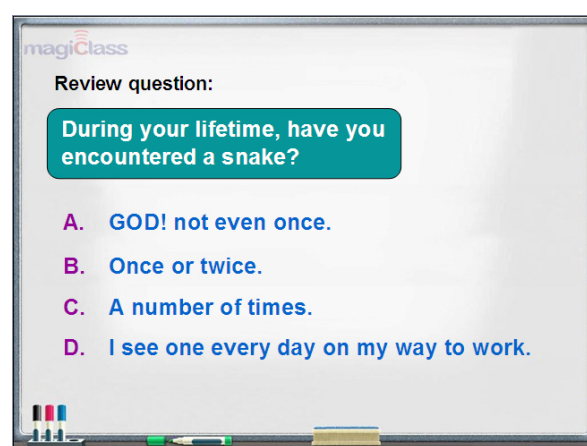 magiClass
Review question:
During your lifetime, have you
encountered a snake?
A. GOD! not even once.
B. Once or twice.
C. A number of times.
D. I see one every day on my way to work.